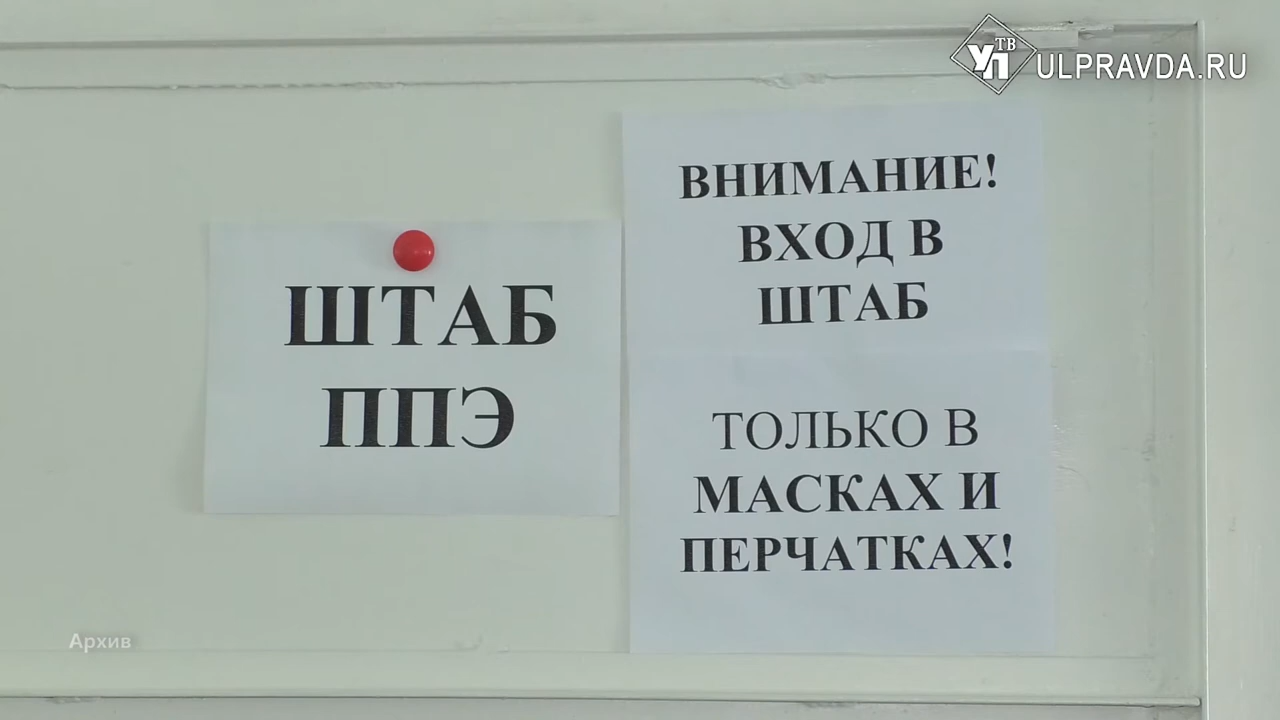 УП ТВ
ULPRAVDA.RU
ШТАБ
ППЭ
ВНИМАНИЕ!
ВХОД В
ШТАБ
ТОЛЬКО В
МАСКАХ И
ПЕРЧАТКАХ!
Архив